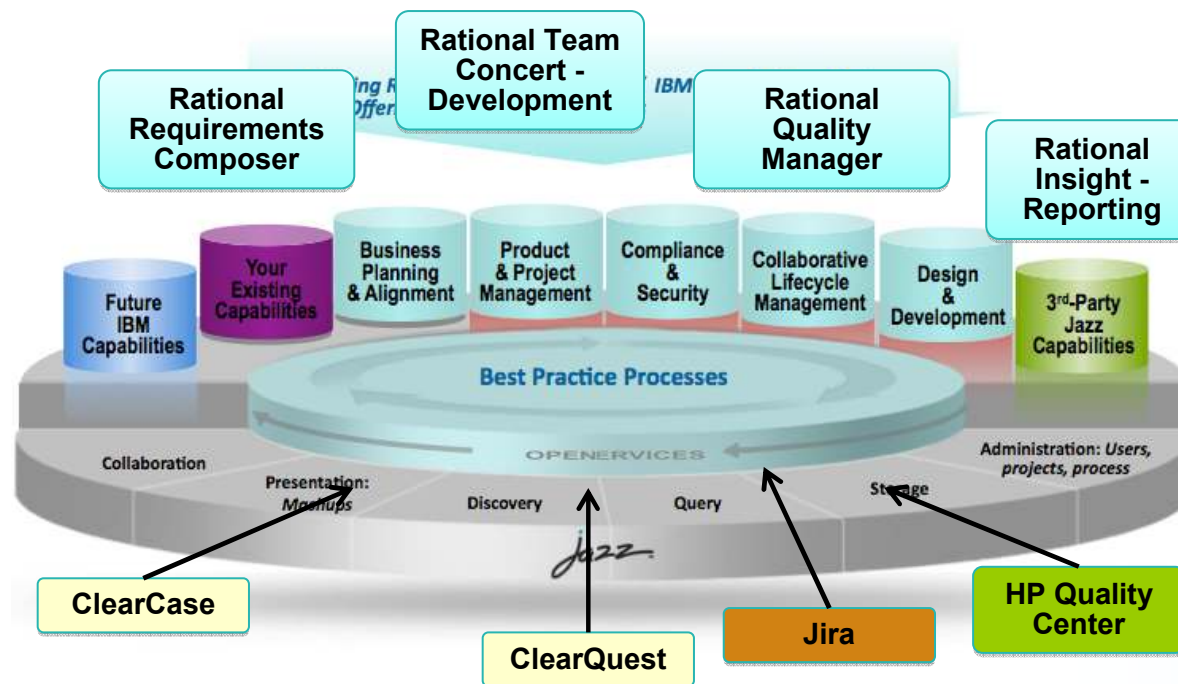 Rational Team
Concert -
Development
ing R
IBM
Offer
Rational
Requirements
Composer
Rational
Quality
Manager
Rational
Insight -
Reporting
Future
IBM
Capabilities
Your
Existing
Capabilities
Business
Planning
& Alignment
Product
& Project
Management
Compliance
&
Security
Collaborative
Lifecycle
Management
Design
&
Development
3rd-Party
Jazz
Capabilities
Best Practice Processes
OPENERVICES
Collaboration
Presentation:
Mashups
Discovery
Query
Storage
Administration: Users,
projects, process
jazz
ClearCase
ClearQuest
Jira
HP Quality
Center